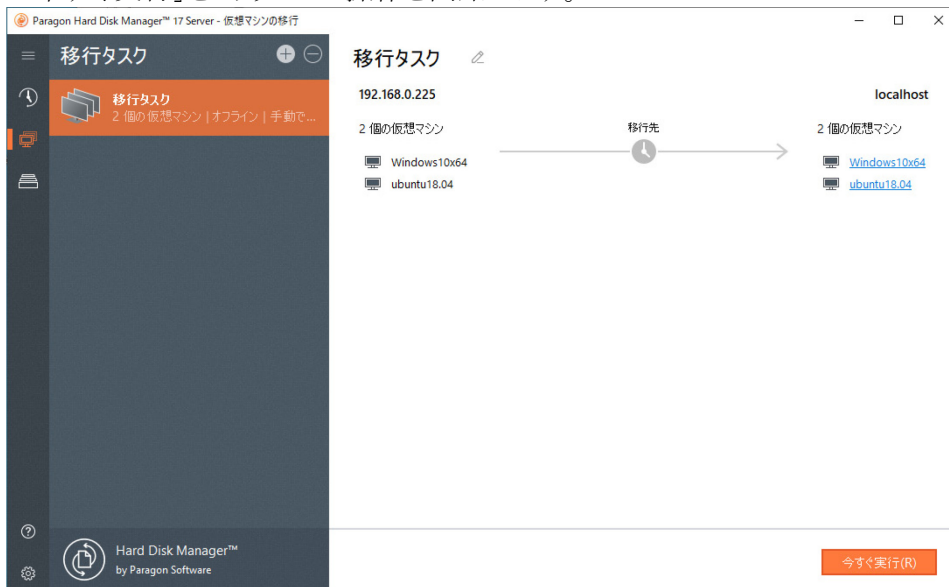 Paragon Hard Disk Manager™ 17 Server - 仮想マシンの移行
移行タスク
移行タスク
2 個の仮想マシン | オフライン | 手動で...
Hard Disk Manager™
by Paragon Software
移行タスク
192.168.0.225
localhost
2 個の仮想マシン
移行先
2 個の仮想マシン
Windows10x64
Windows10x64
ubuntu18.04
ubuntu18.04
今すぐ実行(R)